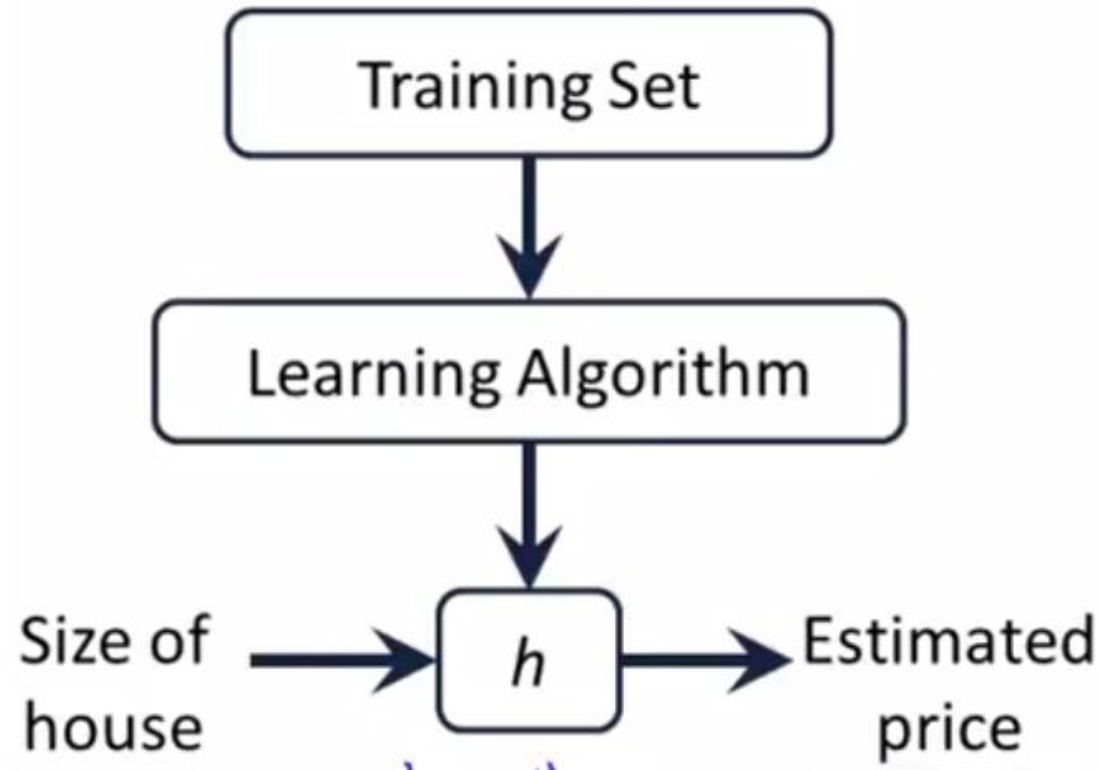 Training Set
Learning Algorithm
Size of
house
h
Estimated
price